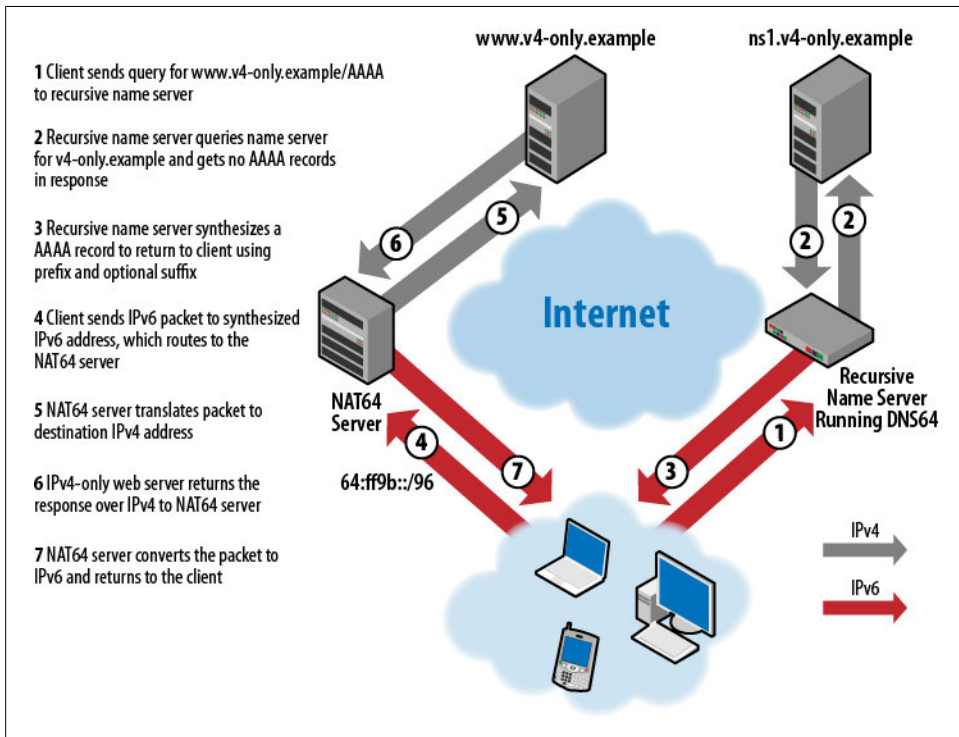 www.v4-only.example
ns1.v4-only.example
1 Client sends query for www.v4-only.example/AAAA
to recursive name server
2 Recursive name server queries name server
for v4-only.example and gets no AAAA records
in response
3 Recursive name server synthesizes a
AAAA record to return to client using
prefix and optional suffix
4 Client sends IPv6 packet to synthesized
IPv6 address, which routes to the
NAT64 server
5 NAT64 server translates packet to
destination IPv4 address
6 IPv4-only web server returns the
response over IPv4 to NAT64 server
7 NAT64 server converts the packet to
IPv6 and returns to the client
6
5
2
2
Internet
NAT64
Server
Recursive
Name Server
Running DNS64
4
7
3
1
64:ff9b::/96
IPv4
IPv6